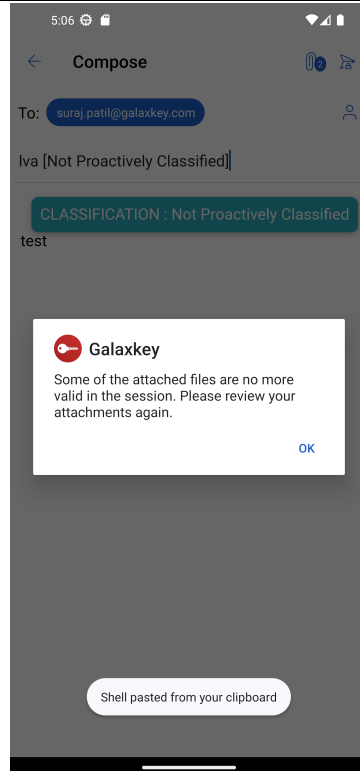 5:06
Compose
2
To: suraj.patil@galaxkey.com
lva [Not Proactively Classified]
CLASSIFICATION : Not Proactively Classified
test
Galaxkey
Some of the attached files are no more
valid in the session. Please review your
attachments again.
OK
Shell pasted from your clipboard